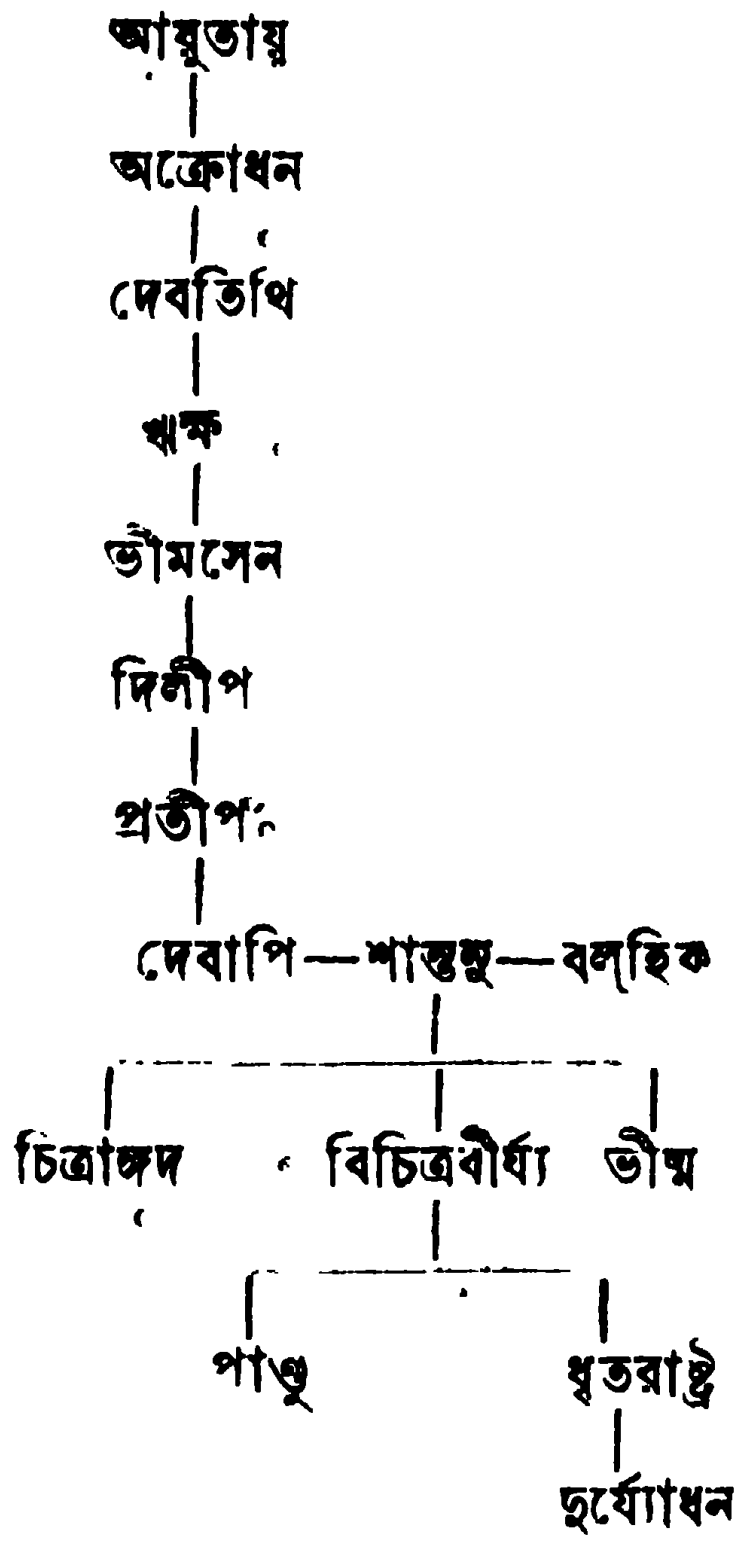 আয়ুতায়ু
অক্রোধন
দেবতিথি
ঋক্ষ
ভীমসেন
দিলীপ
প্রতীপ
দেবাপি—শান্তনু—বল্হিক
চিত্রাঙ্গদ বিচিত্রবীর্য্য ভীষ্ম
পাণ্ডু ধৃতরাষ্ট্র
দুর্য্যোধন